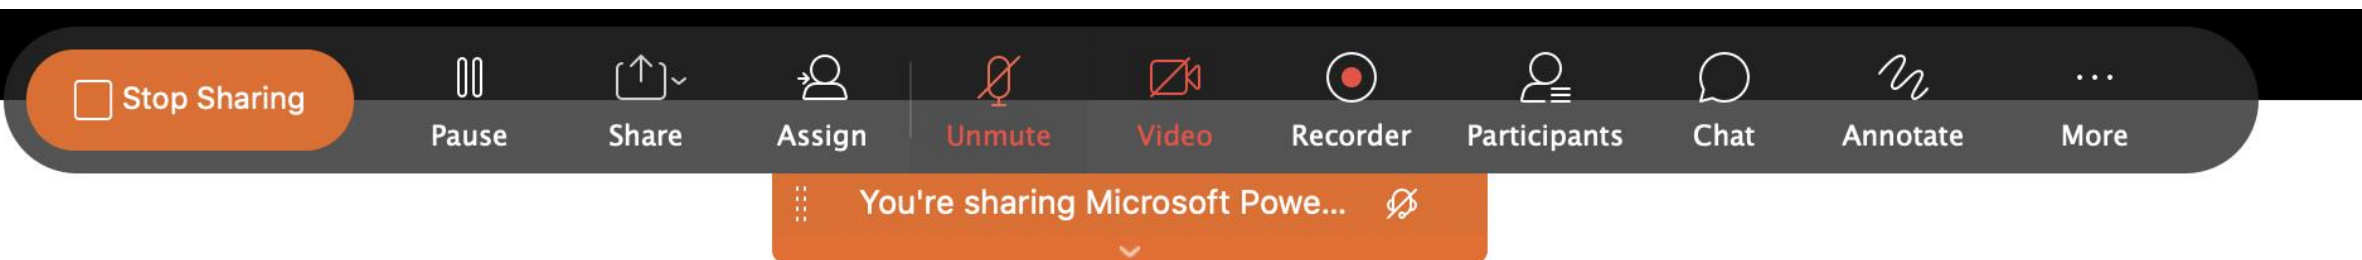 Stop Sharing
Pause Share Assign Unmute Video Recorder Participants Chat Annotate More
You're sharing Microsoft Powe...